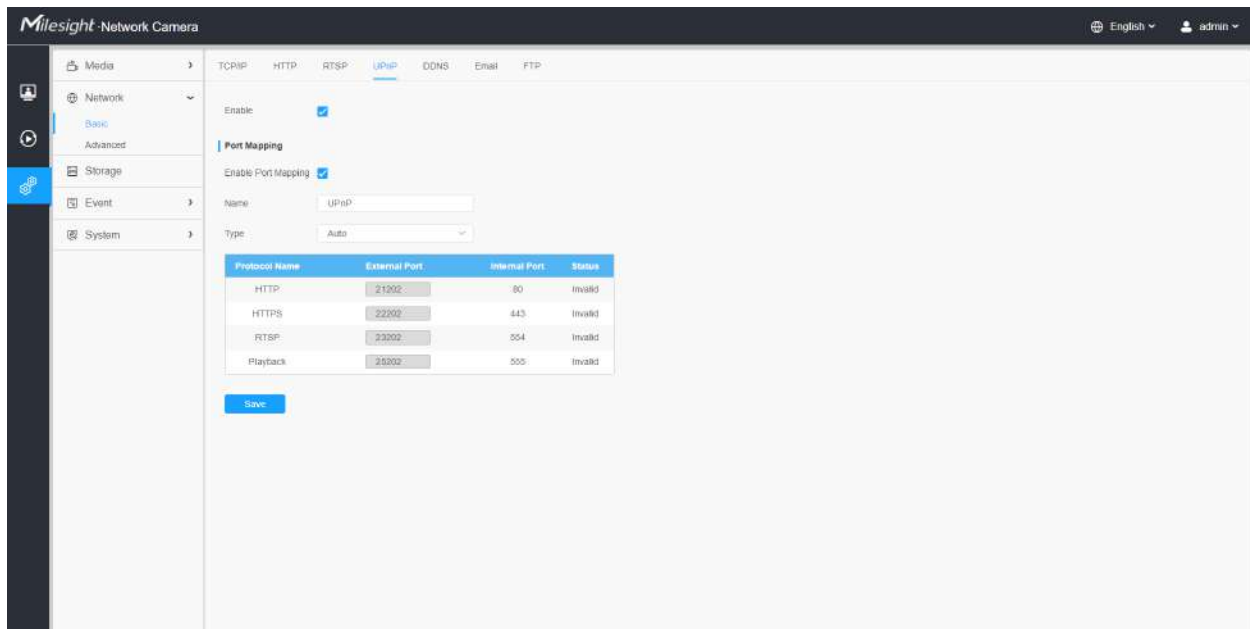 Milesight-Network Camera
English
admin
Media
Network
Basic
Advanced
Storage
Event
System
TCP/IP HTTP RTSP UPnP DDNS Email FTP
Enable
Port Mapping
Enable Port Mapping
Name UPnP
Type Auto
Protocol Name External Port Internal Port Status
HTTP 21202 80 Invalid
HTTPS 22202 443 Invalid
RTSP 23202 554 Invalid
Playback 25202 555 Invalid
Save